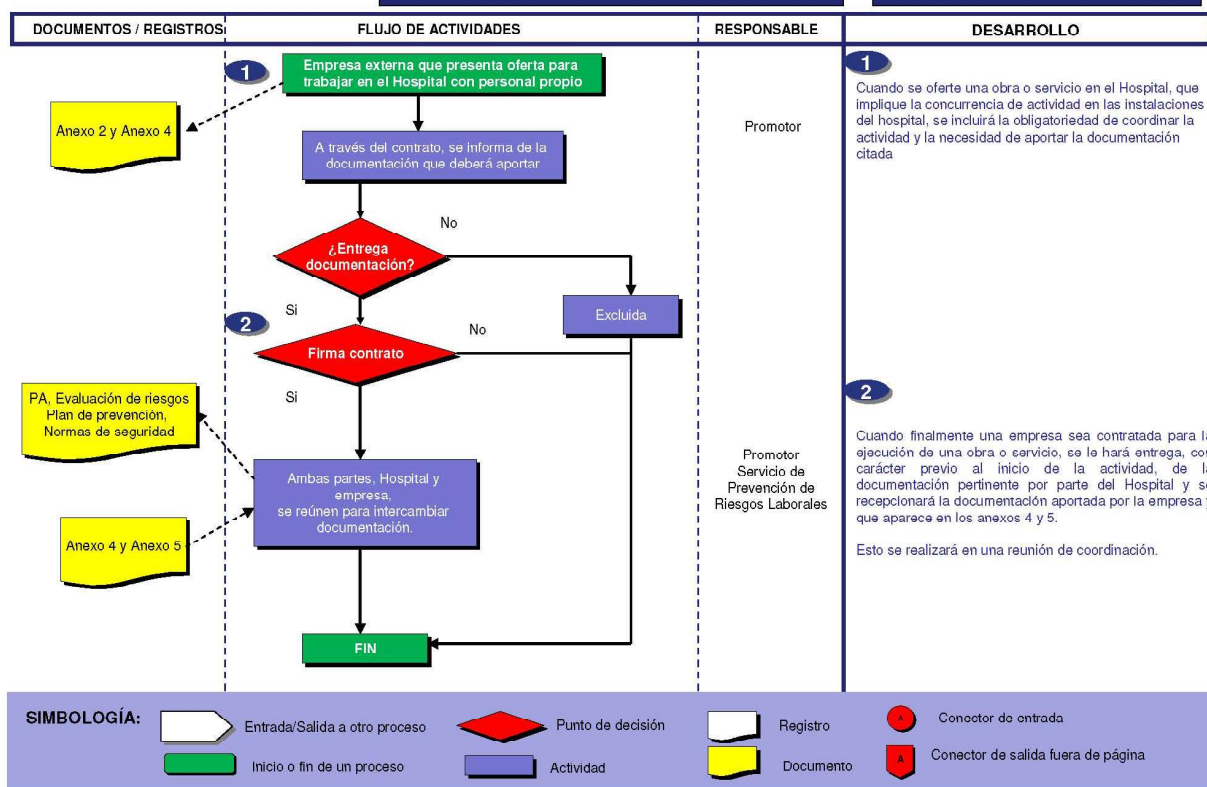 DOCUMENTOS / REGISTROS
FLUJO DE ACTIVIDADES
RESPONSABLE
DESARROLLO
1
Empresa externa que presenta oferta para
trabajar en el Hospital con personal propio
Anexo 2 y Anexo 4
A través del contrato, se informa de la
documentación que deberá aportar
Promotor
1
Cuando se oferte una obra o servicio en el Hospital, que
implique la concurrencia de actividad en las instalaciones
del hospital, se incluirá la obligatoriedad de coordinar la
actividad y la necesidad de aportar la documentación
citada
¿Entrega
documentación?
No
Si
Excluida
2
Firma contrato
No
Si
PA, Evaluación de riesgos
Plan de prevención,
Normas de seguridad
Ambas partes, Hospital y
empresa,
se reúnen para intercambiar
documentación.
Anexo 4 y Anexo 5
Promotor
Servicio de
Prevención de
Riesgos Laborales
2
Cuando finalmente una empresa sea contratada para la
ejecución de una obra o servicio, se le hará entrega, con
carácter previo al inicio de la actividad, de la
documentación pertinente por parte del Hospital y se
recepcionará la documentación aportada por la empresa y
que aparece en los anexos 4 y 5.
Esto se realizará en una reunión de coordinación.
FIN
SIMBOLOGÍA:
Entrada/Salida a otro proceso
Punto de decisión
Registro
A
Conector de entrada
Inicio o fin de un proceso
Actividad
Documento
A
Conector de salida fuera de página